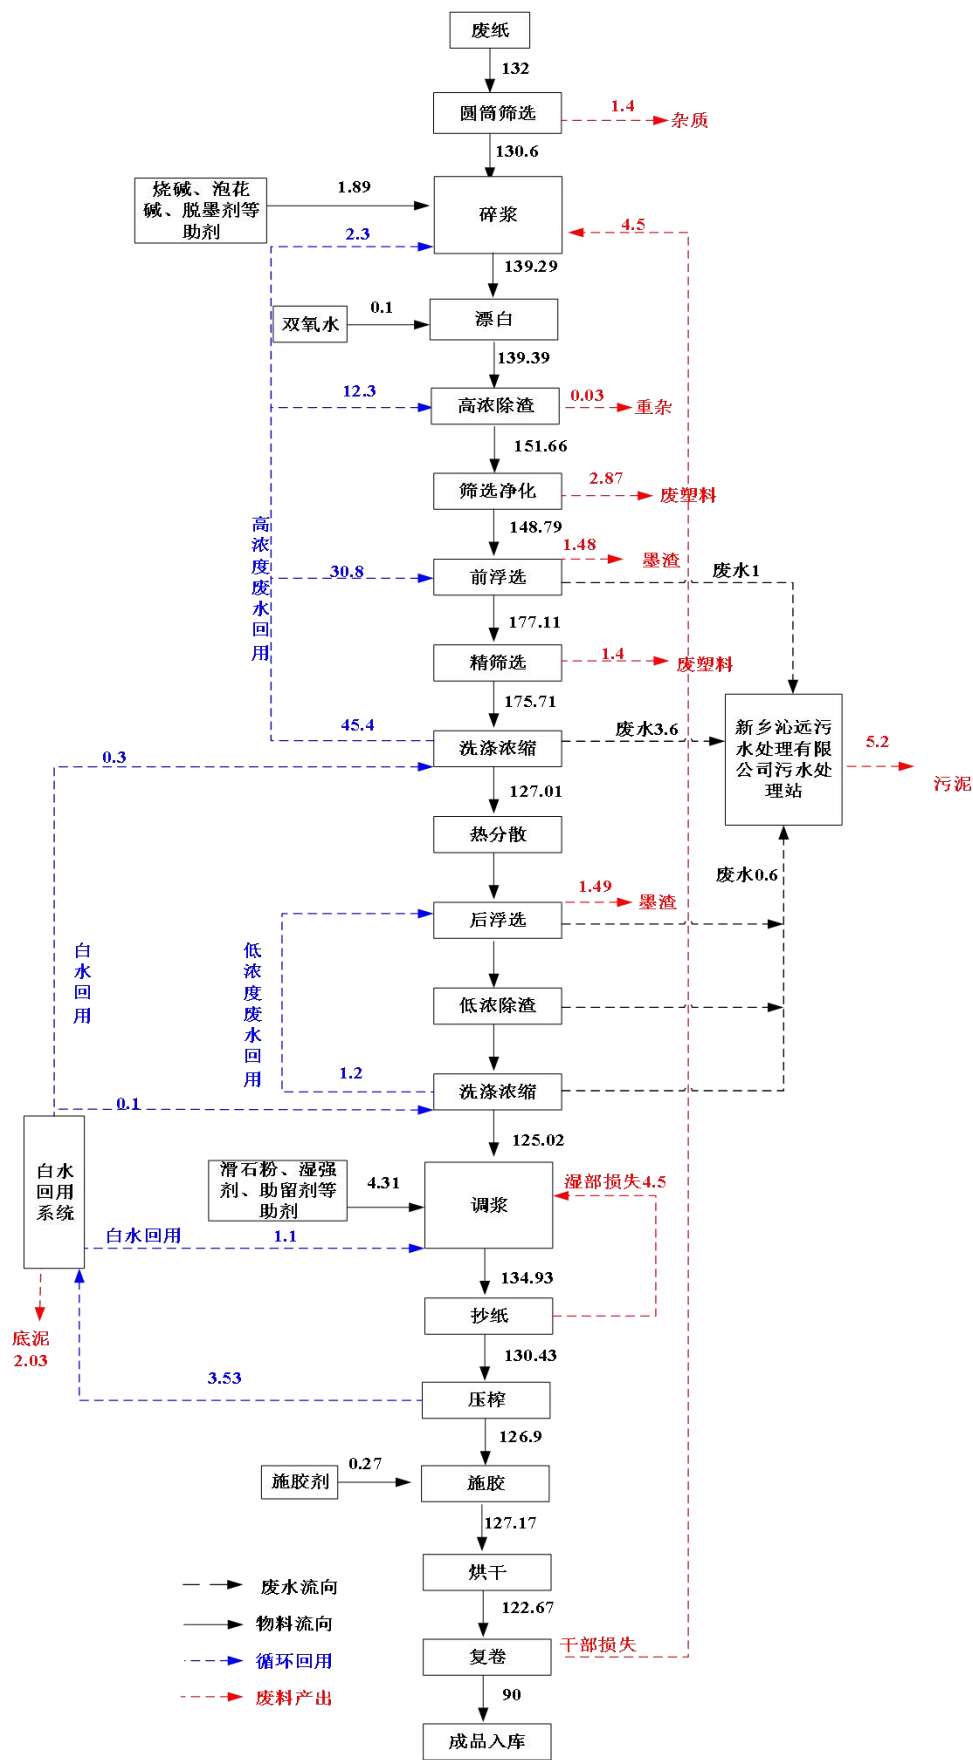 废纸
132
圆筒筛选
1.4
杂质
130.6
烧碱、泡花
碱、脱墨剂等
助剂
1.89
碎浆
4.5
2.3
139.29
双氧水
0.1
漂白
139.39
12.3
高浓除渣
0.03
重杂
151.66
筛选净化
2.87
废塑料
高
浓
度
废
水
回
用
148.79
1.48
墨渣
30.8
前浮选
废水1
177.11
精筛选
1.4
废塑料
175.71
45.4
洗涤浓缩
废水3.6
新乡沁远污
水处理有限
公司污水处
理站
5.2
污泥
0.3
127.01
热分散
废水0.6
1.49
墨渣
后浮选
白
水
回
用
低
浓
度
废
水
回
用
低浓除渣
1.2
洗涤浓缩
0.1
125.02
白水
回用
系统
滑石粉、湿强
剂、助留剂等
助剂
4.31
调浆
湿部损失4.5
白水回用
1.1
134.93
抄纸
底泥
2.03
130.43
3.53
压榨
126.9
施胶剂
0.27
施胶
127.17
烘干
废水流向
122.67
物料流向
复卷
干部损失
循环回用
废料产出
90
成品入库